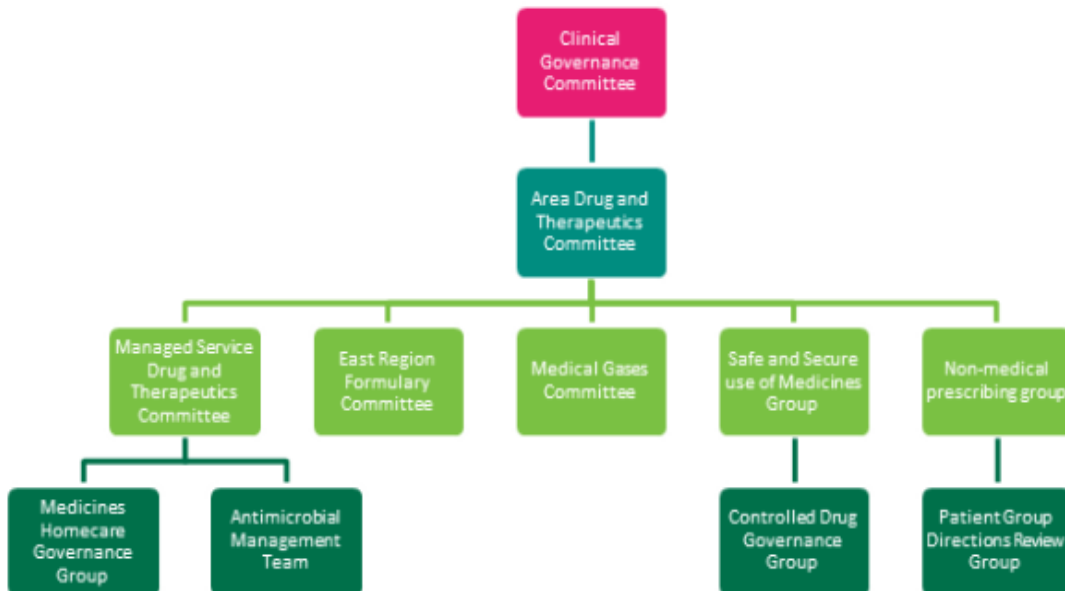 Clinical
Governance
Committee
Area Drug and
Therapeutics
Committee
Managed Service
Drug and
Therapeutics
Committee
East Region
Formulary
Committee
Medical Gases
Committee
Safe and Secure
use of Medicines
Group
Non-medical
prescribing group
Medicines
Homecare
Governance
Group
Antimicrobial
Management
Team
Controlled Drug
Governance
Group
Patient Group
Directions Review
Group